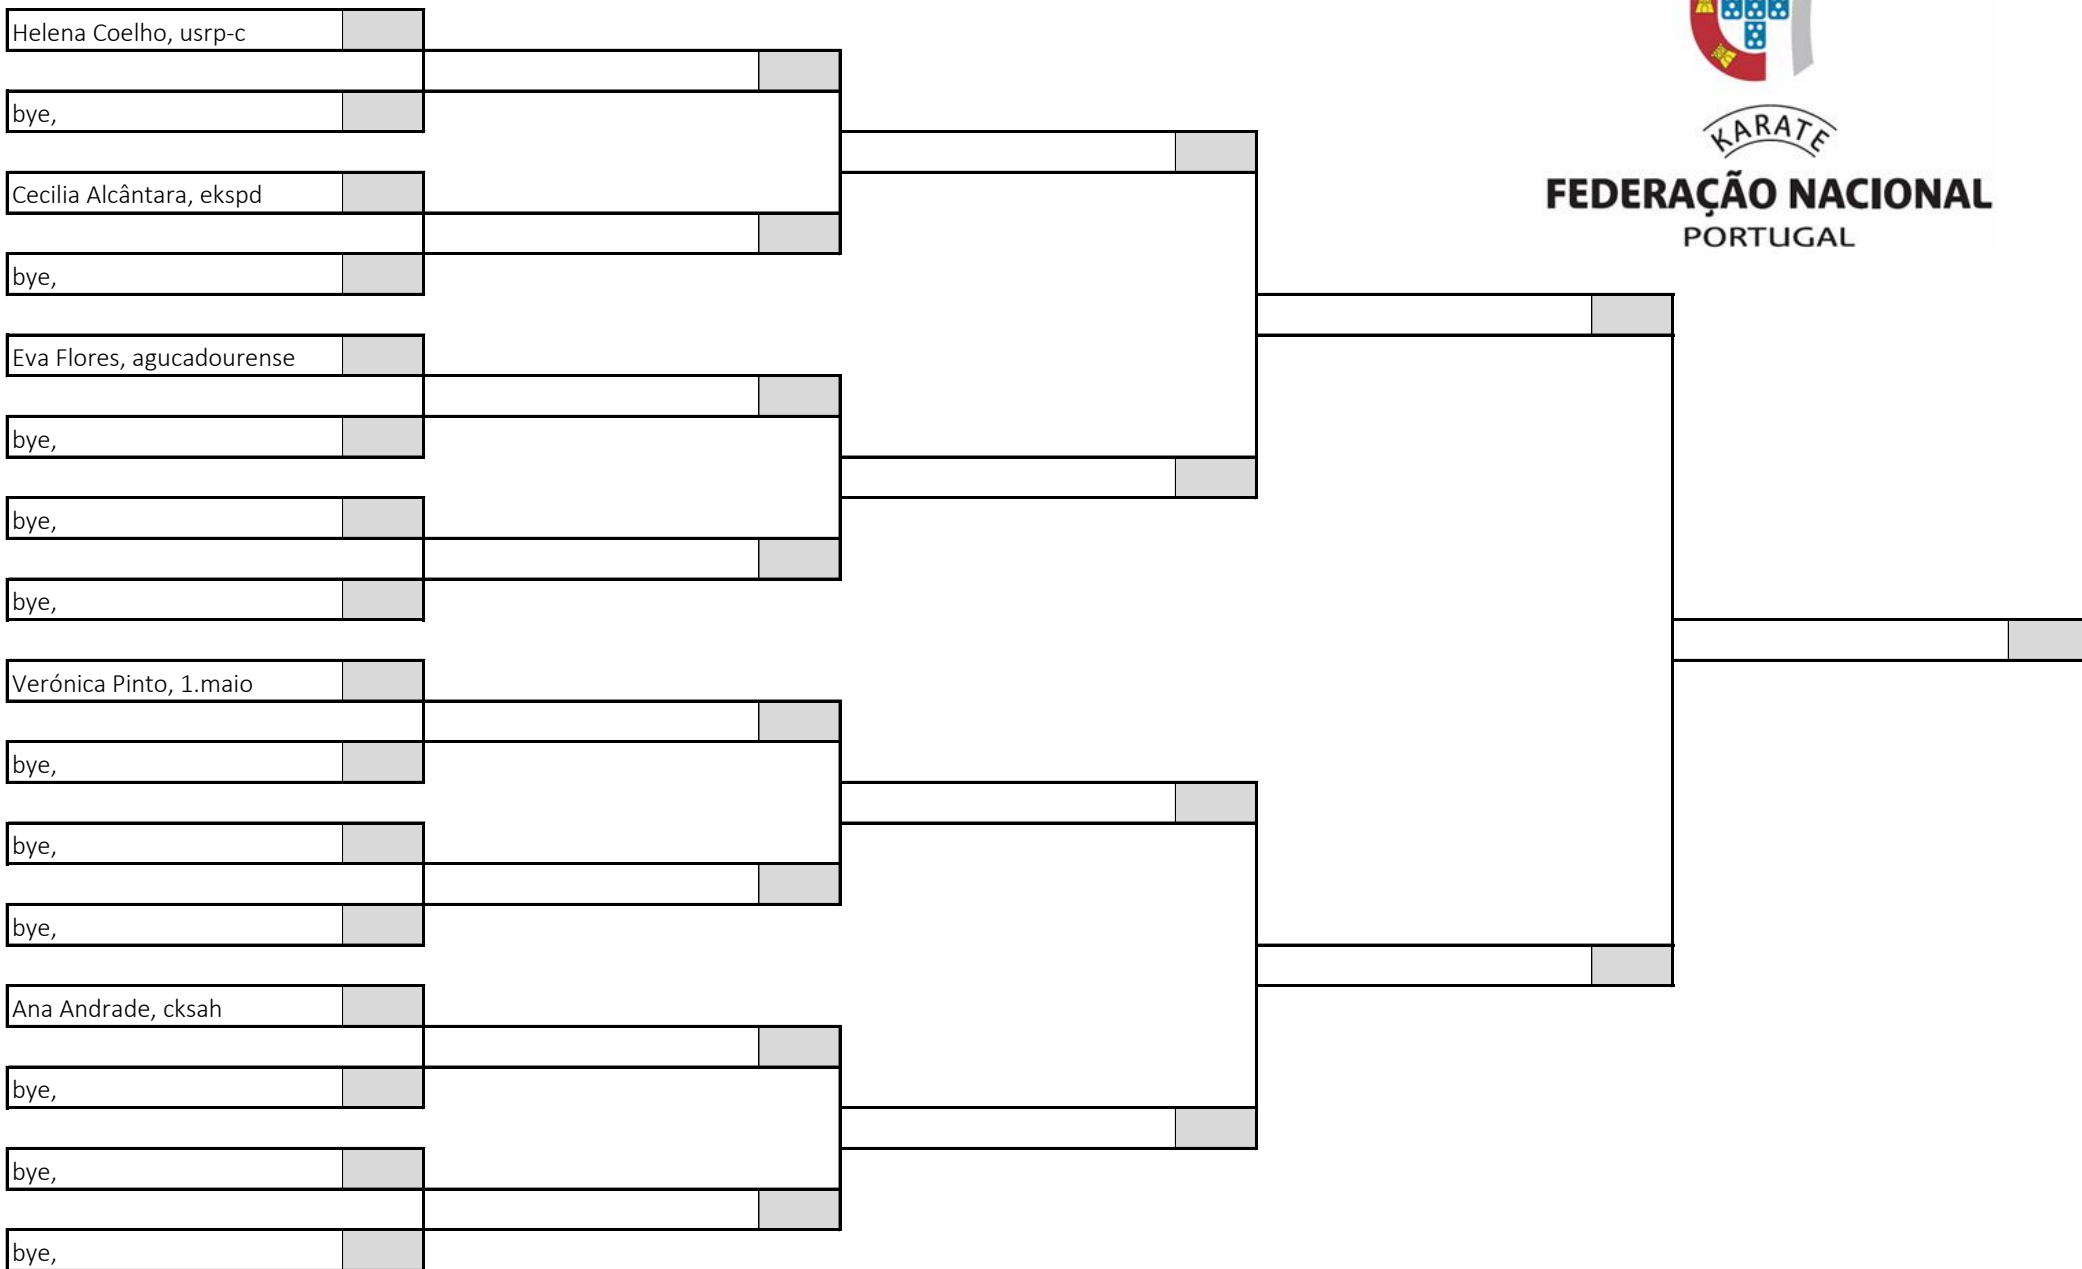 Helena Coelho, usrp-c
bye,
Cecilia Alcântara, ekspd
bye,
Eva Flores, agucadourense
bye,
bye,
bye,
Verónica Pinto, 1.maio
bye,
bye,
bye,
Ana Andrade, cksah
bye,
bye,
bye,
KARATE
FEDERAÇÃO NACIONAL
PORTUGAL